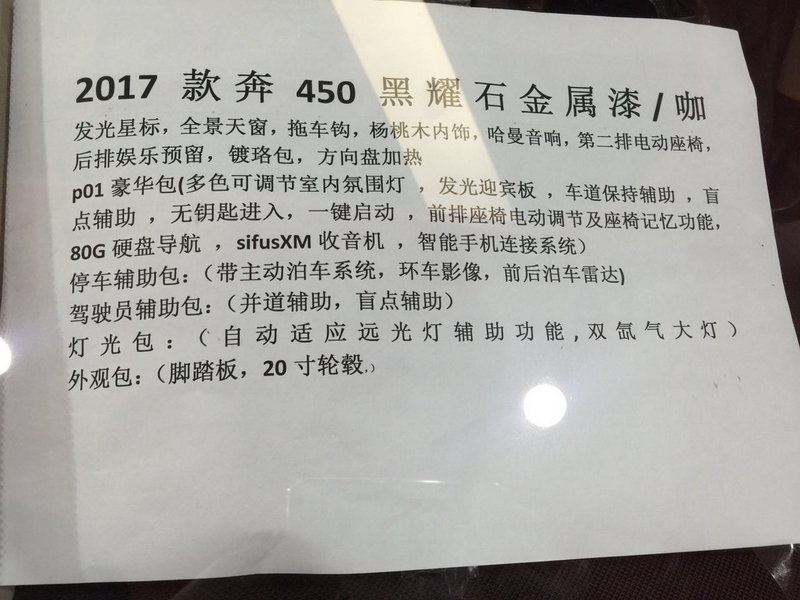 2017 款奔 450 黑耀石金属漆/咖
发光星标，全景天窗，拖车钩，杨桃木内饰，哈曼音响，第二排电动座椅，
后排娱乐预留，镀珞包，方向盘加热
p01 豪华包(多色可调节室内氛围灯 ，发光迎宾板 ，车道保持辅助 ，盲
点辅助 ，无钥匙进入，一键启动 ，前排座椅电动调节及座椅记忆功能，
80G 硬盘导航 ，sifusXM 收音机 ，智能手机连接系统）
停车辅助包：（带主动泊车系统，环车影像，前后泊车雷达)
驾驶员辅助包：（并道辅助，盲点辅助）
灯光包：（自动适应远光灯辅助功能,双氙气大灯）
外观包：（脚踏板，20 寸轮毂,）